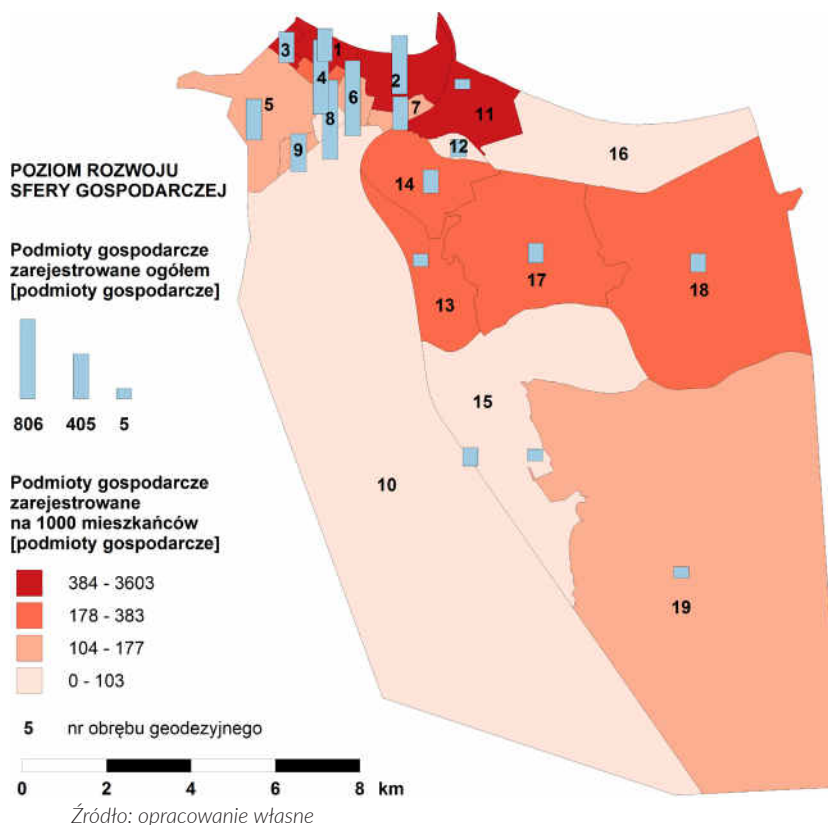 3
1
4
2
6
5
7
8
11
12
9
16
14
17
18
13
15
10
19
POZIOM ROZWOJU
SFERY GOSPODARCZEJ
Podmioty gospodarcze
zarejestrowane ogółem
[podmioty gospodarcze]
806 405 5
Podmioty gospodarcze
zarejestrowane
na 1000 mieszkańców
[podmioty gospodarcze]
384 - 3603
178 - 383
104 - 177
0 - 103
5 nr obrębu geodezyjnego
0 2 4 6 8 km
Źródło: opracowanie własne